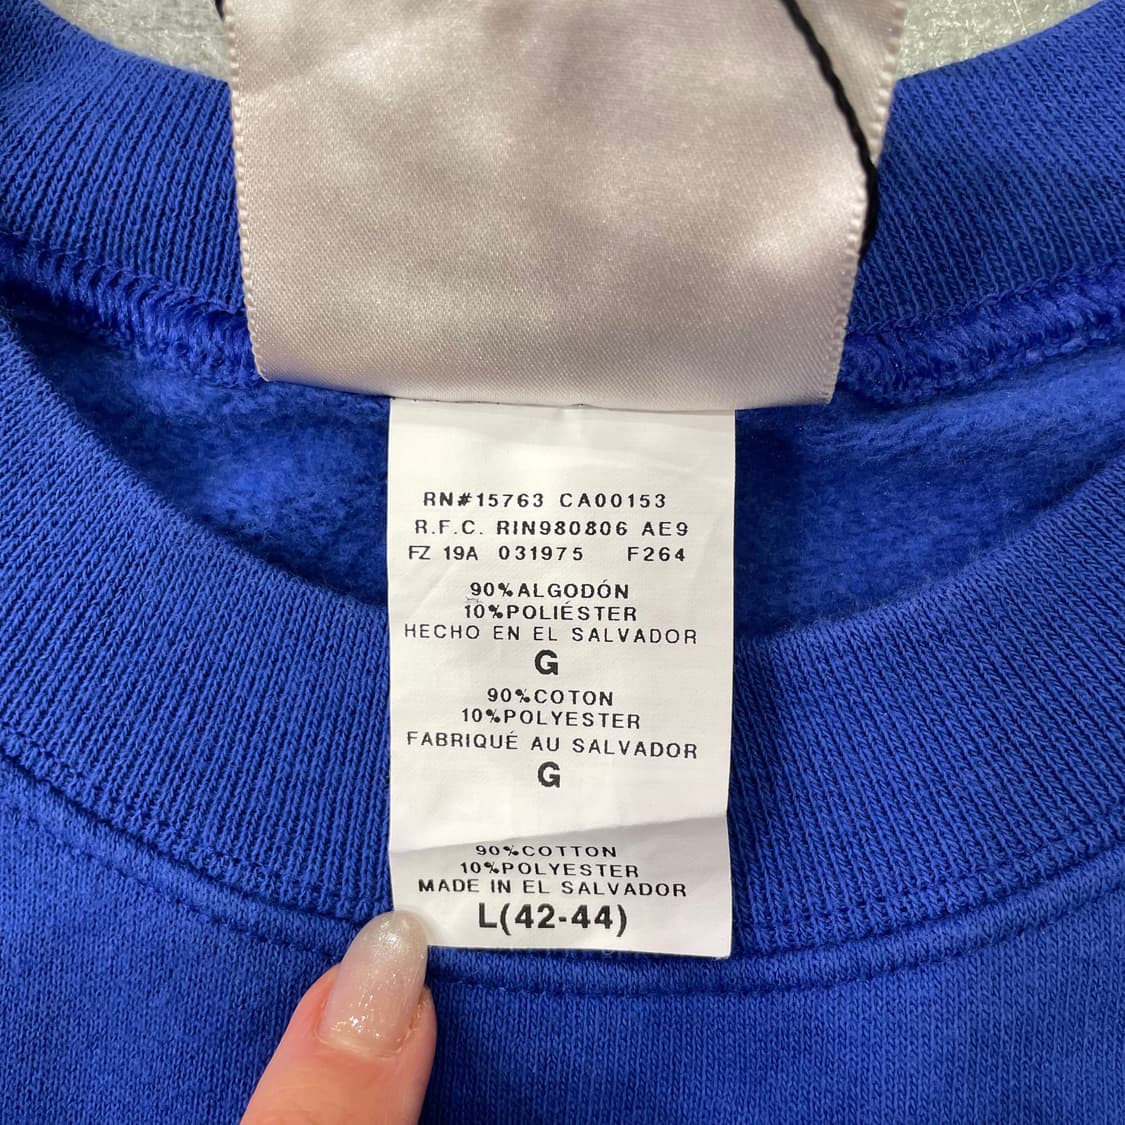 RN#15763 CA00153
R.F.C. RIN980806 AE9
FZ 19A 031975 F264
90%ALGODÓN
10%POLIÉSTER
HECHO EN EL SALVADOR
G
90%COTON
10%POLYESTER
FABRIQUÉ AU SALVADOR
G
90%COTTON
10%POLYESTER
MADE IN EL SALVADOR
L(42-44)